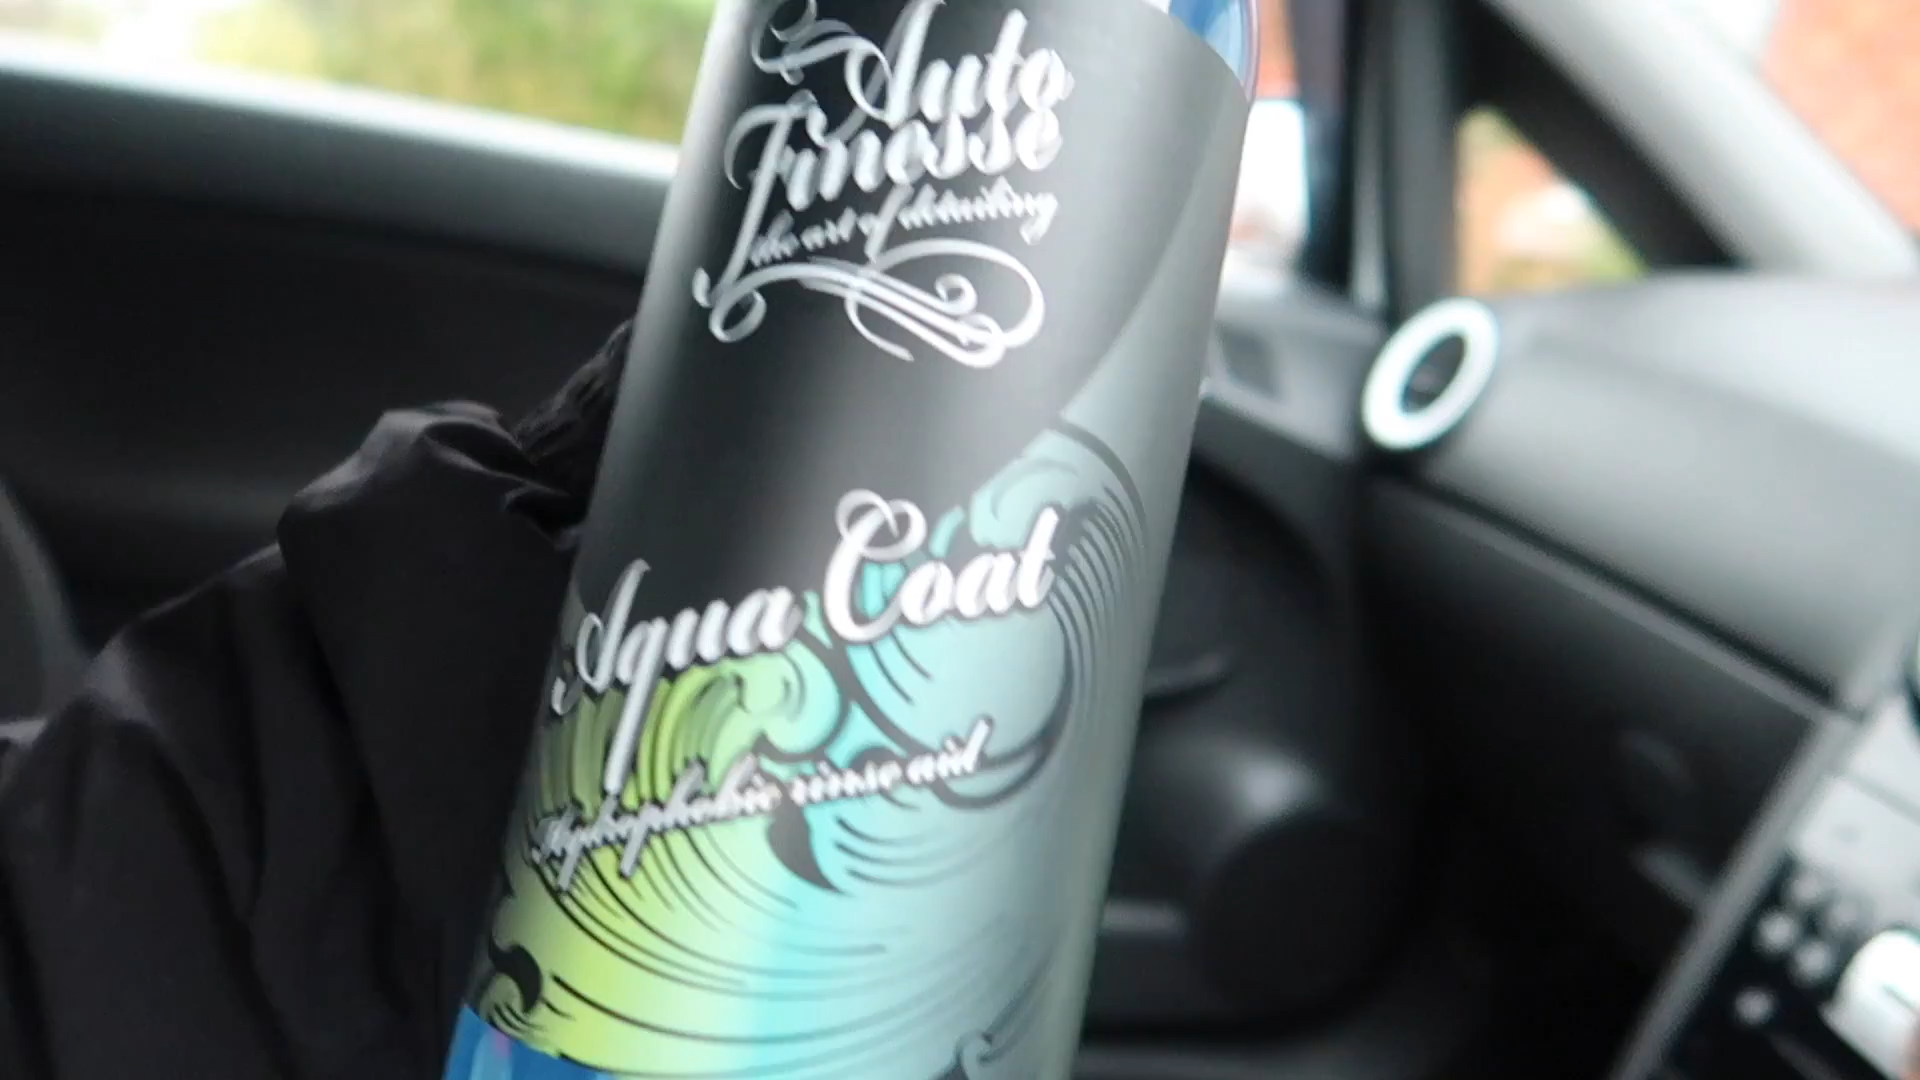 Auto
Finesse
the art of detailing
Aqua Coat
Hydrophobic rinse aid